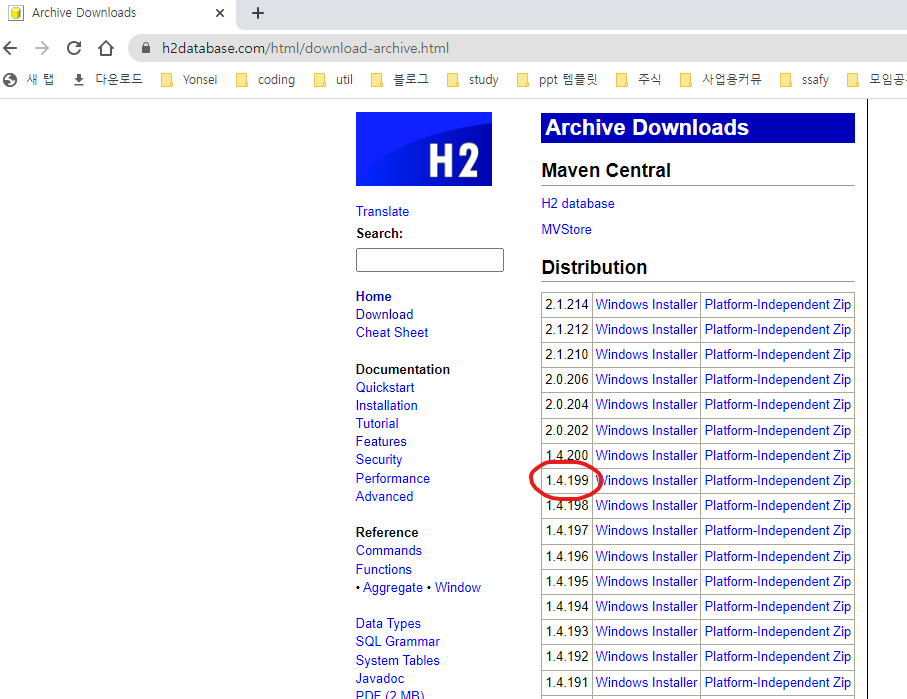 Archive Downloads
h2database.com/html/download-archive.html
새 탭 다운로드 Yonsei coding util 블로그 study ppt 템플릿 주식 사업용커뮤 ssafy 모임공
H2
Translate
Search:
Home
Download
Cheat Sheet
Documentation
Quickstart
Installation
Tutorial
Features
Security
Performance
Advanced
Reference
Commands
Functions
• Aggregate • Window
Data Types
SQL Grammar
System Tables
Javadoc
PDF (2 MB)
Archive Downloads
Maven Central
H2 database
MVStore
Distribution
2.1.214 Windows Installer Platform-Independent Zip
2.1.212 Windows Installer Platform-Independent Zip
2.1.210 Windows Installer Platform-Independent Zip
2.0.206 Windows Installer Platform-Independent Zip
2.0.204 Windows Installer Platform-Independent Zip
2.0.202 Windows Installer Platform-Independent Zip
1.4.200 Windows Installer Platform-Independent Zip
1.4.199 Windows Installer Platform-Independent Zip
1.4.198 Windows Installer Platform-Independent Zip
1.4.197 Windows Installer Platform-Independent Zip
1.4.196 Windows Installer Platform-Independent Zip
1.4.195 Windows Installer Platform-Independent Zip
1.4.194 Windows Installer Platform-Independent Zip
1.4.193 Windows Installer Platform-Independent Zip
1.4.192 Windows Installer Platform-Independent Zip
1.4.191 Windows Installer Platform-Independent Zip